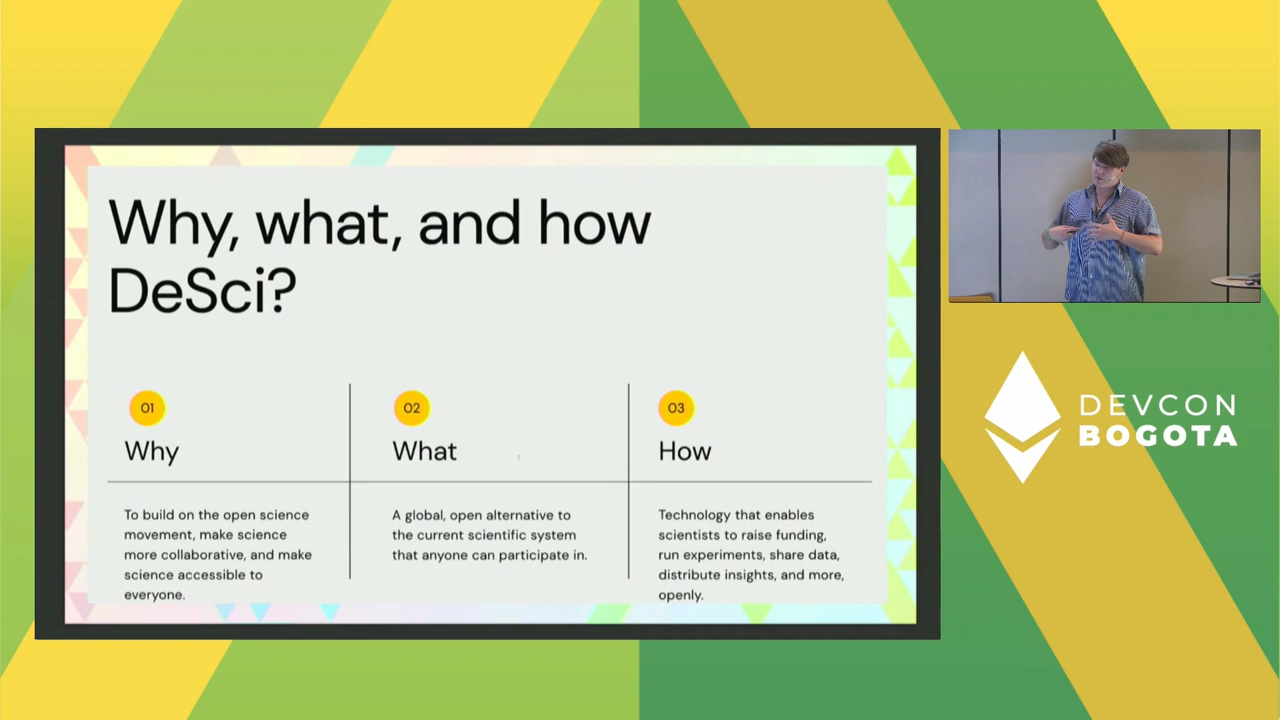 Why, what, and how
DeSci?
01
Why
To build on the open science
movement, make science
more collaborative, and make
science accessible to
everyone.
02
What
A global, open alternative to
the current scientific system
that anyone can participate in.
03
How
Technology that enables
scientists to raise funding,
run experiments, share data,
distribute insights, and more,
openly.
DEVCON
BOGOTA